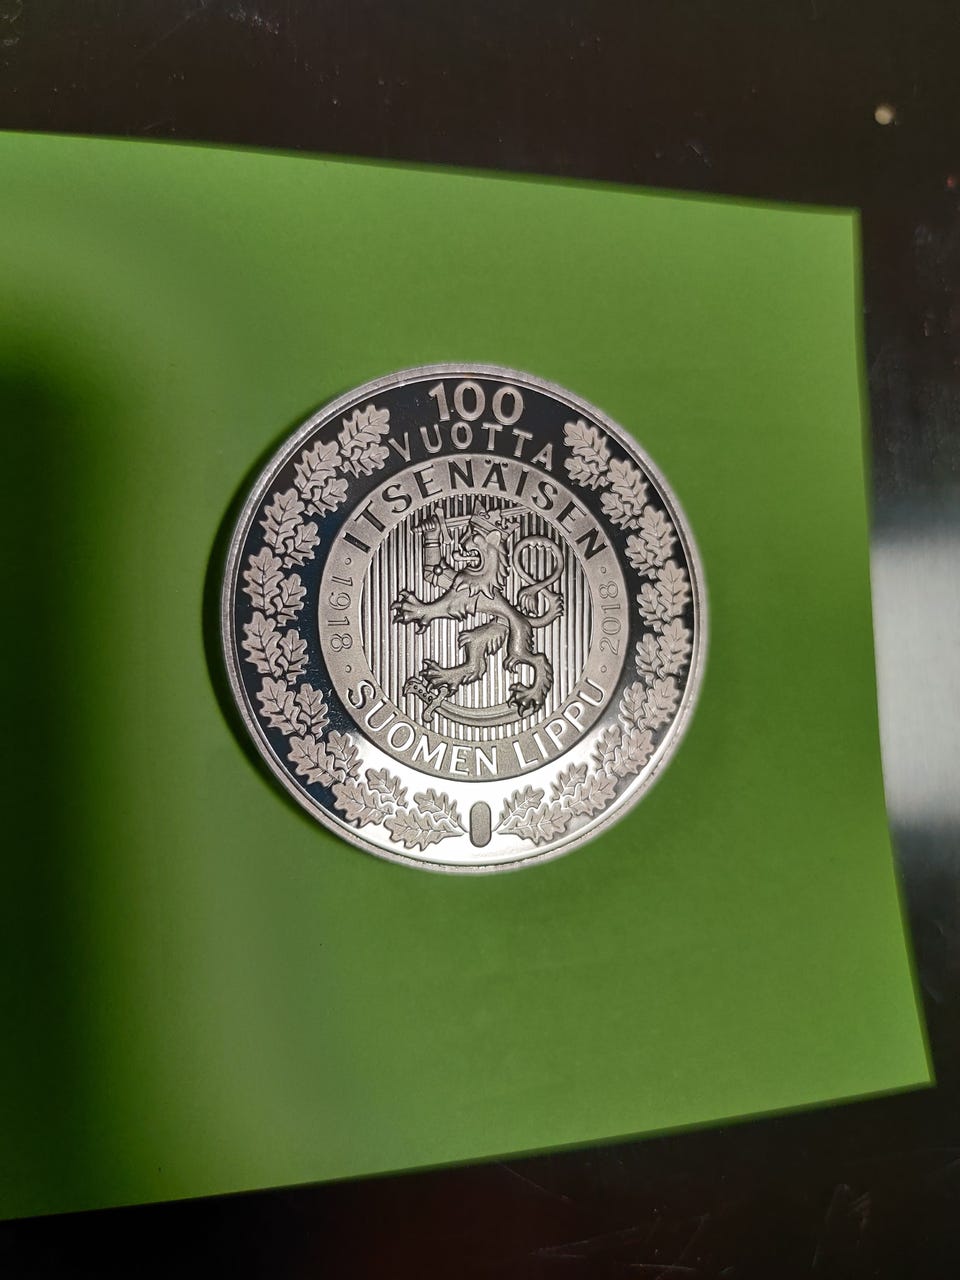 100
VUOTTA
ITSENÄISEN
· 1918 ·
· 2018 ·
SUOMEN LIPPU